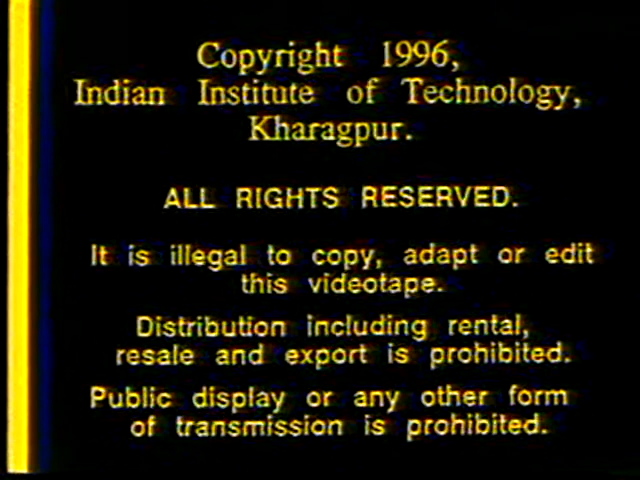 Copyright 1996,
Indian Institute of Technology,
Kharagpur.
ALL RIGHTS RESERVED.
It is illegal to copy, adapt or edit
this videotape.
Distribution including rental,
resale and export is prohibited.
Public display or any other form
of transmission is prohibited.